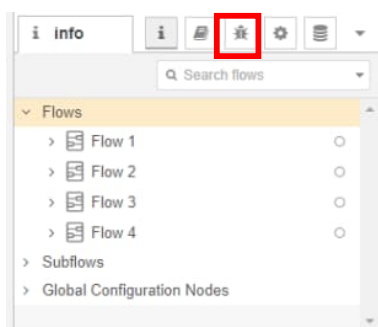 i info i
Search flows
Flows
Flow 1
Flow 2
Flow 3
Flow 4
Subflows
Global Configuration Nodes